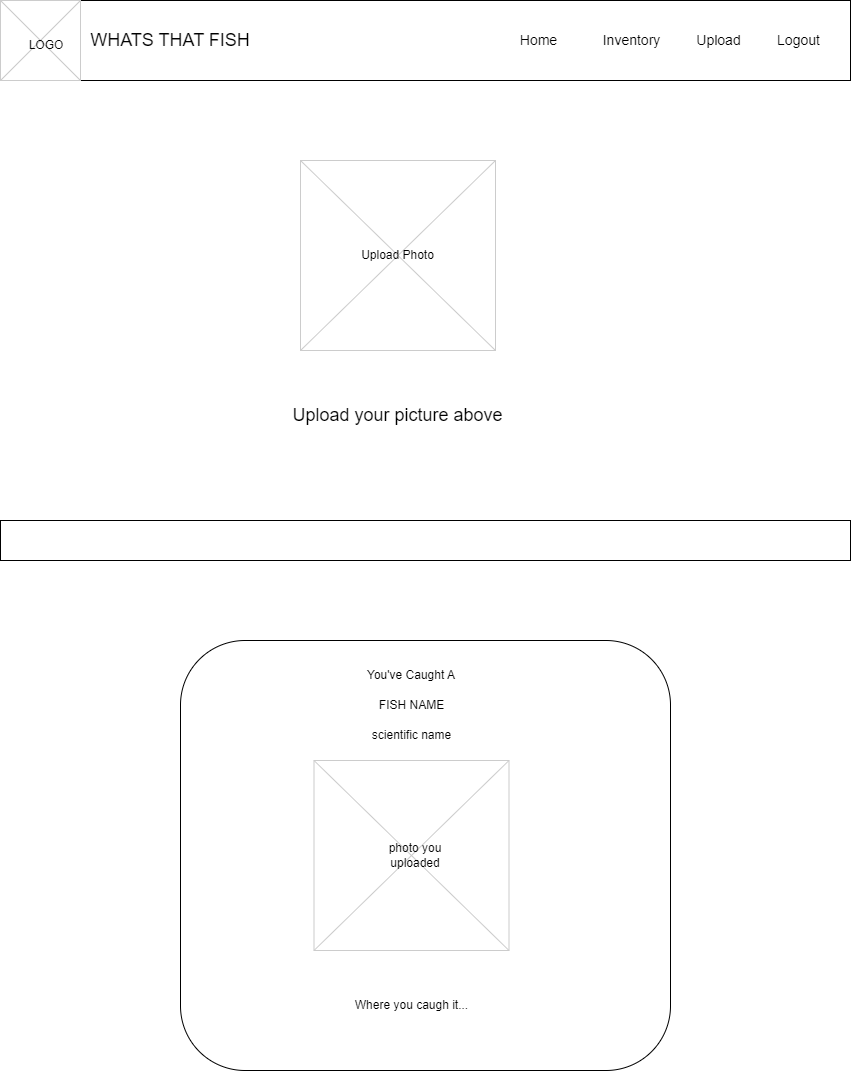 LOGO
WHATS THAT FISH
Home
Inventory
Upload
Logout
Upload Photo
Upload your picture above
You've Caught A
FISH NAME
scientific name
photo you
uploaded
Where you caugh it...